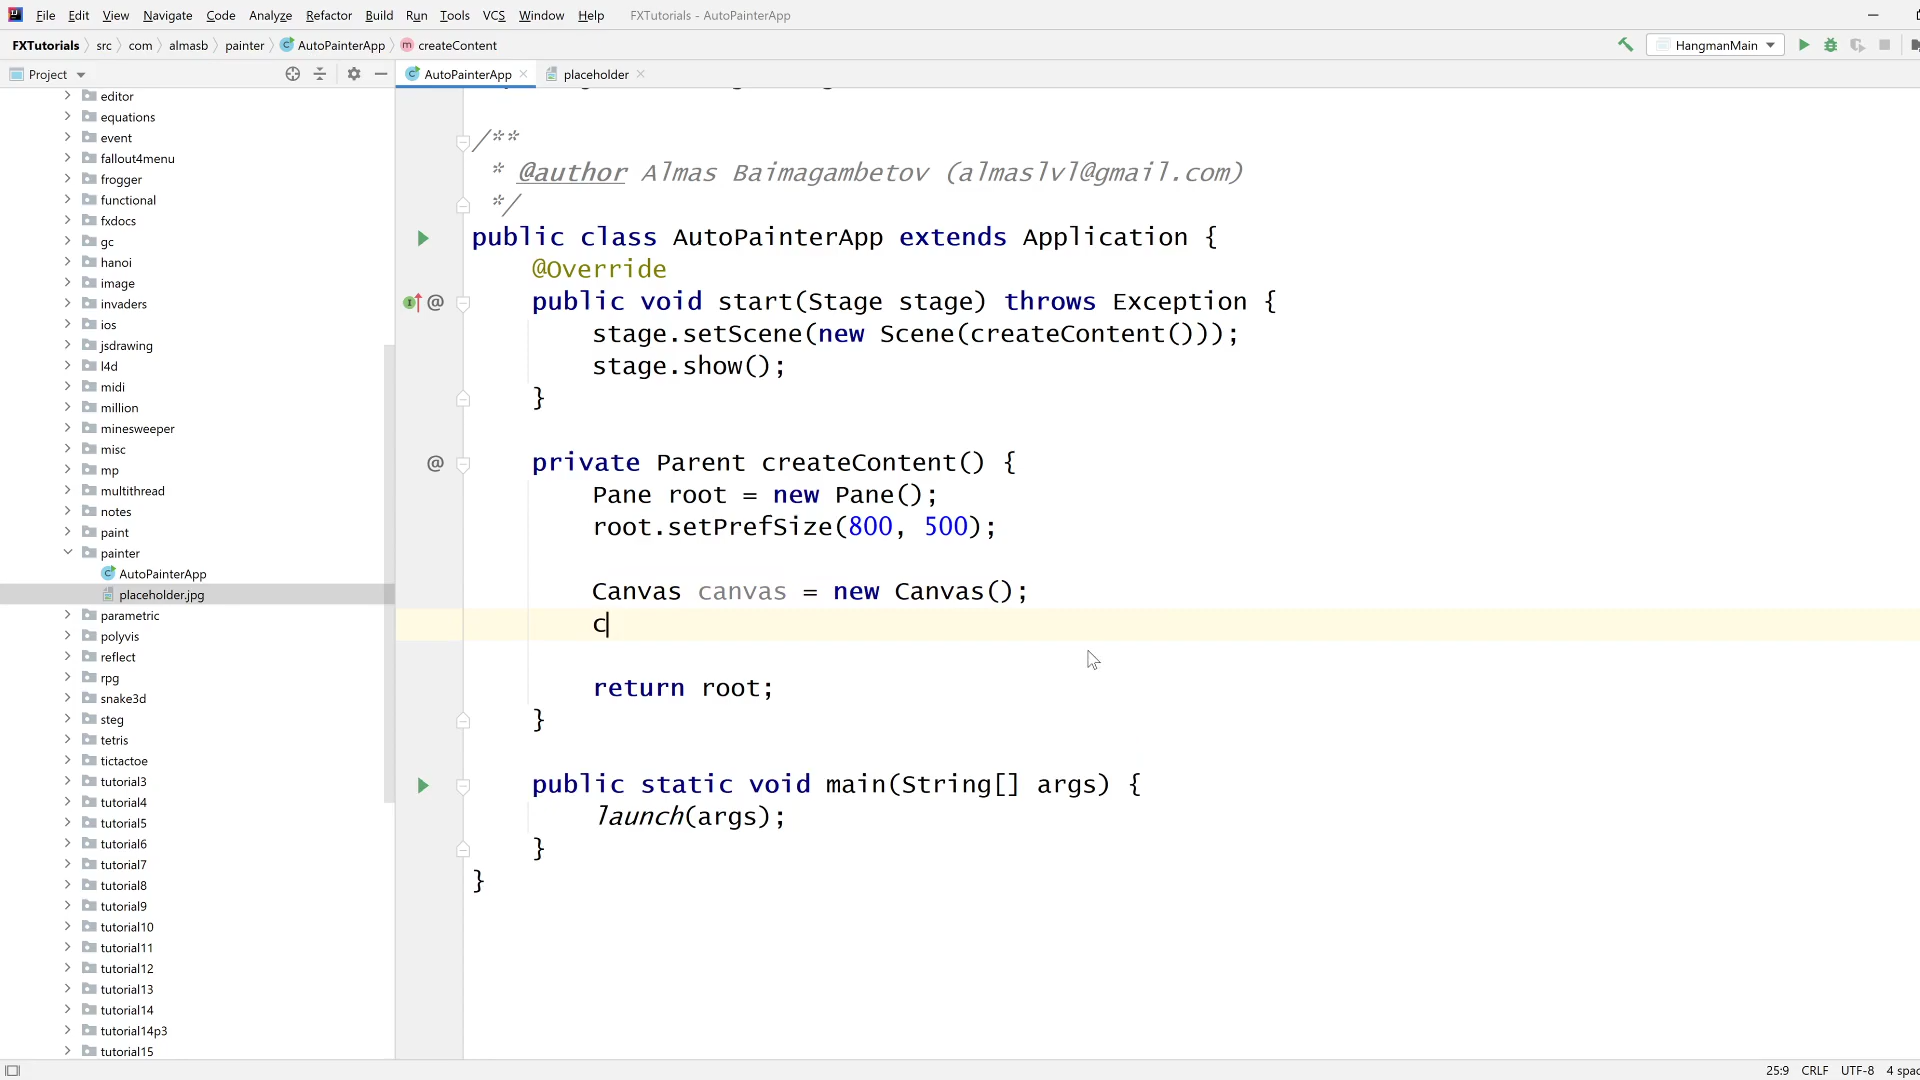 File Edit View Navigate Code Analyze Refactor Build Run Tools VCS Window Help FXTutorials - AutoPainterApp
FXTutorials src com almasb painter AutoPainterApp createContent HangmanMain
Project
AutoPainterApp placeholder
editor
equations
event
fallout4menu
frogger
functional
fxdocs
gc
hanoi
image
invaders
ios
jsdrawing
l4d
midi
million
minesweeper
misc
mp
multithread
notes
paint
painter
AutoPainterApp
placeholder.jpg
parametric
polyvis
reflect
rpg
snake3d
steg
tetris
tictactoe
tutorial3
tutorial4
tutorial5
tutorial6
tutorial7
tutorial8
tutorial9
tutorial10
tutorial11
tutorial12
tutorial13
tutorial14
tutorial14p3
tutorial15
/**
* @author Almas Baimagambetov (almaslvl@gmail.com)
*/
public class AutoPainterApp extends Application {
@Override
public void start(Stage stage) throws Exception {
stage.setScene(new Scene(createContent()));
stage.show();
}
private Parent createContent() {
Pane root = new Pane();
root.setPrefSize(800, 500);
Canvas canvas = new Canvas();
c
return root;
}
public static void main(String[] args) {
launch(args);
}
}
25:9 CRLF UTF-8 4 spac